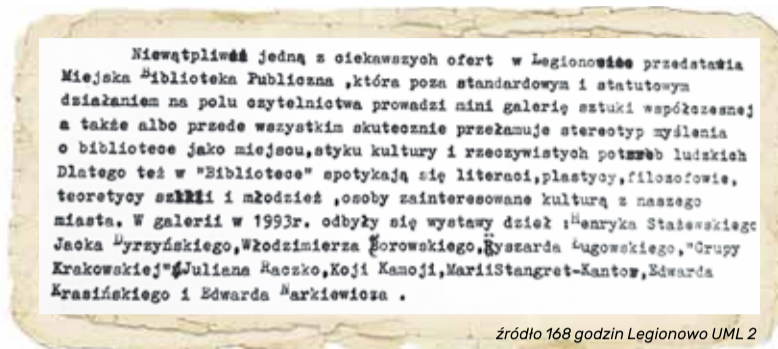 Niewątpliwie jedną z ciekawszych ofert w Legionowie przedstawia
Miejska Biblioteka Publiczna ,która poza standardowym i statutowym
działaniem na polu czytelnictwa prowadzi mini galerię sztuki współczesnej
a także albo przede wszystkim skutecznie przełamuje stereotyp myślenia
o bibliotece jako miejscu,styku kultury i rzeczywistych potrzeb ludzkich
Dlatego też w "Bibliotece" spotykają się literaci,plastycy,filozofowie,
teoretycy sztuki i młodzież ,osoby zainteresowane kulturą z naszego
miasta. W galerii w 1993r. odbyły się wystawy dzieł :Henryka Stażewskiego
Jacka Dyrzyńskiego,Włodzimierza Borowskiego,Ryszarda Ługowskiego,"Grupy
Krakowskiej",Juliana Raczko,Koji Kamoji,MariiStangret-Kantor,Edwarda
Krasińskiego i Edwarda Narkiewicza .
źródło 168 godzin Legionowo UML 2